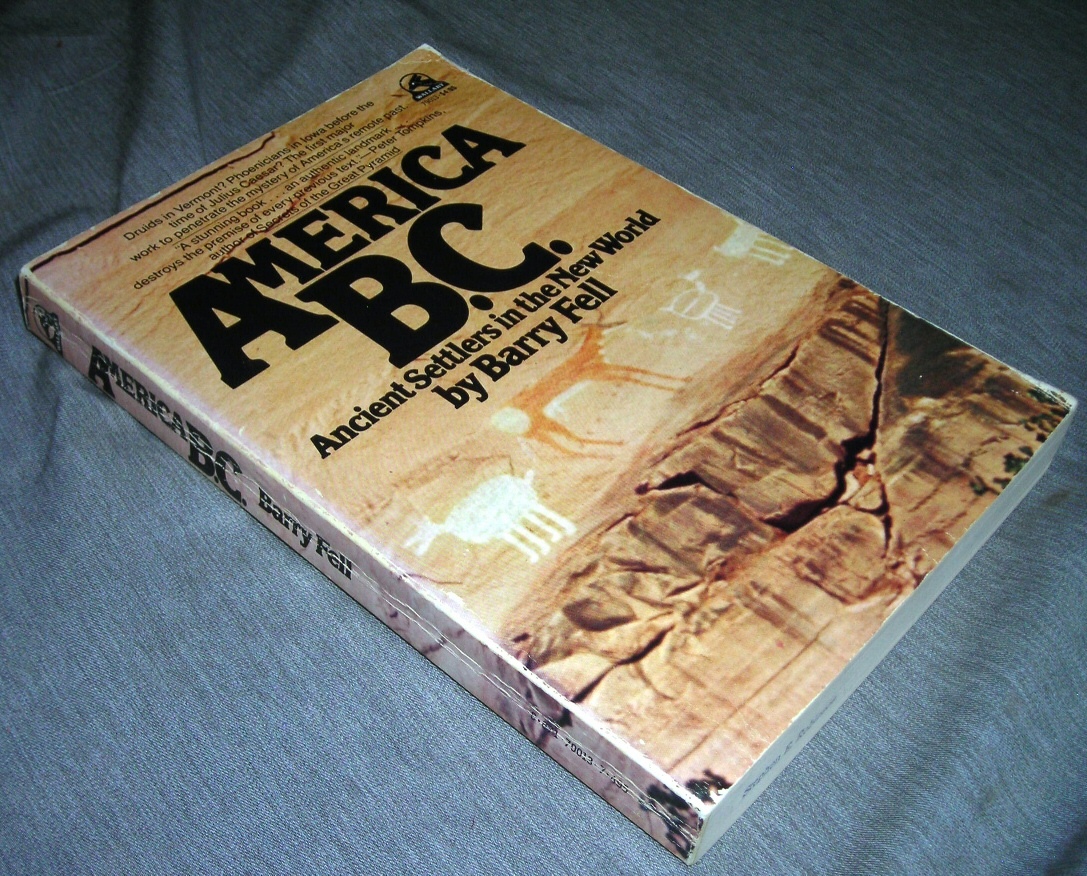 WALLABY
Druids in Vermont? Phoenicians in Iowa before the
time of Julius Caesar? The first major
work to penetrate the mystery of America's remote past.
"A stunning book . . . an authentic landmark . . .
destroys the premise of every previous text."—Peter Tompkins,
author of Secrets of the Great Pyramid
AMERICA
B.C.
Ancient Settlers in the New World
by Barry Fell
AMERICA B.C. Barry Fell